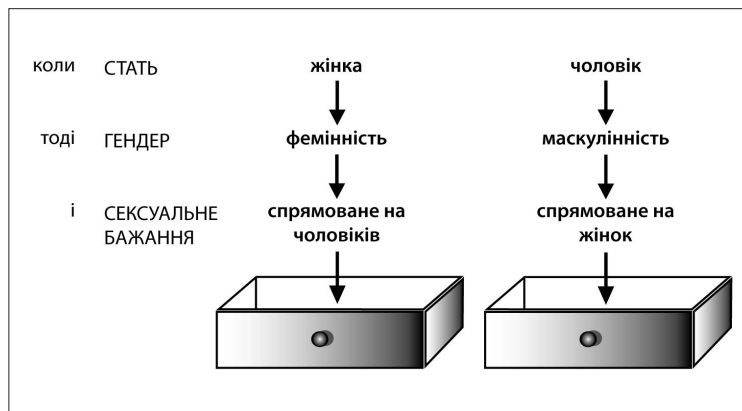 коли СТАТЬ жінка чоловік
тоді ГЕНДЕР фемінність маскулінність
і СЕКСУАЛЬНЕ спрямоване на спрямоване на
БАЖАННЯ чоловіків жінок